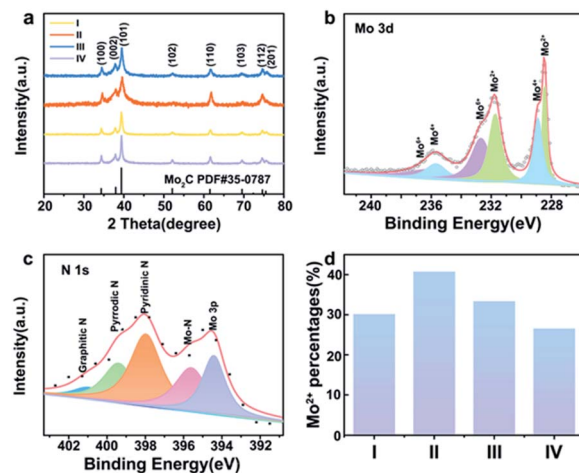 a
I
II
III
IV
(100)
(002)
(101)
(102)
(110)
(103)
(112)
(201)
Mo2C PDF#35-0787
Intensity(a.u.)
20 30 40 50 60 70 80
2 Theta(degree)
b
Mo 3d
Mo⁶⁺
Mo⁴⁺
Mo⁶⁺
Mo²⁺
Mo⁴⁺
Mo²⁺
Intensity(a.u.)
240 236 232 228
Binding Energy(eV)
c
N 1s
Graphitic N
Pyrrodic N
Pyridinic N
Mo-N
Mo 3p
Intensity(a.u.)
402 400 398 396 394 392
Binding Energy(eV)
d
Mo²⁺ percentages(%)
40
30
20
10
0
I II III IV